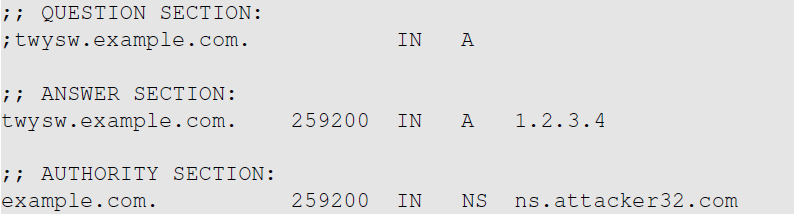 ;; QUESTION SECTION:
;twysw.example.com. IN A
;; ANSWER SECTION:
twysw.example.com. 259200 IN A 1.2.3.4
;; AUTHORITY SECTION:
example.com. 259200 IN NS ns.attacker32.com